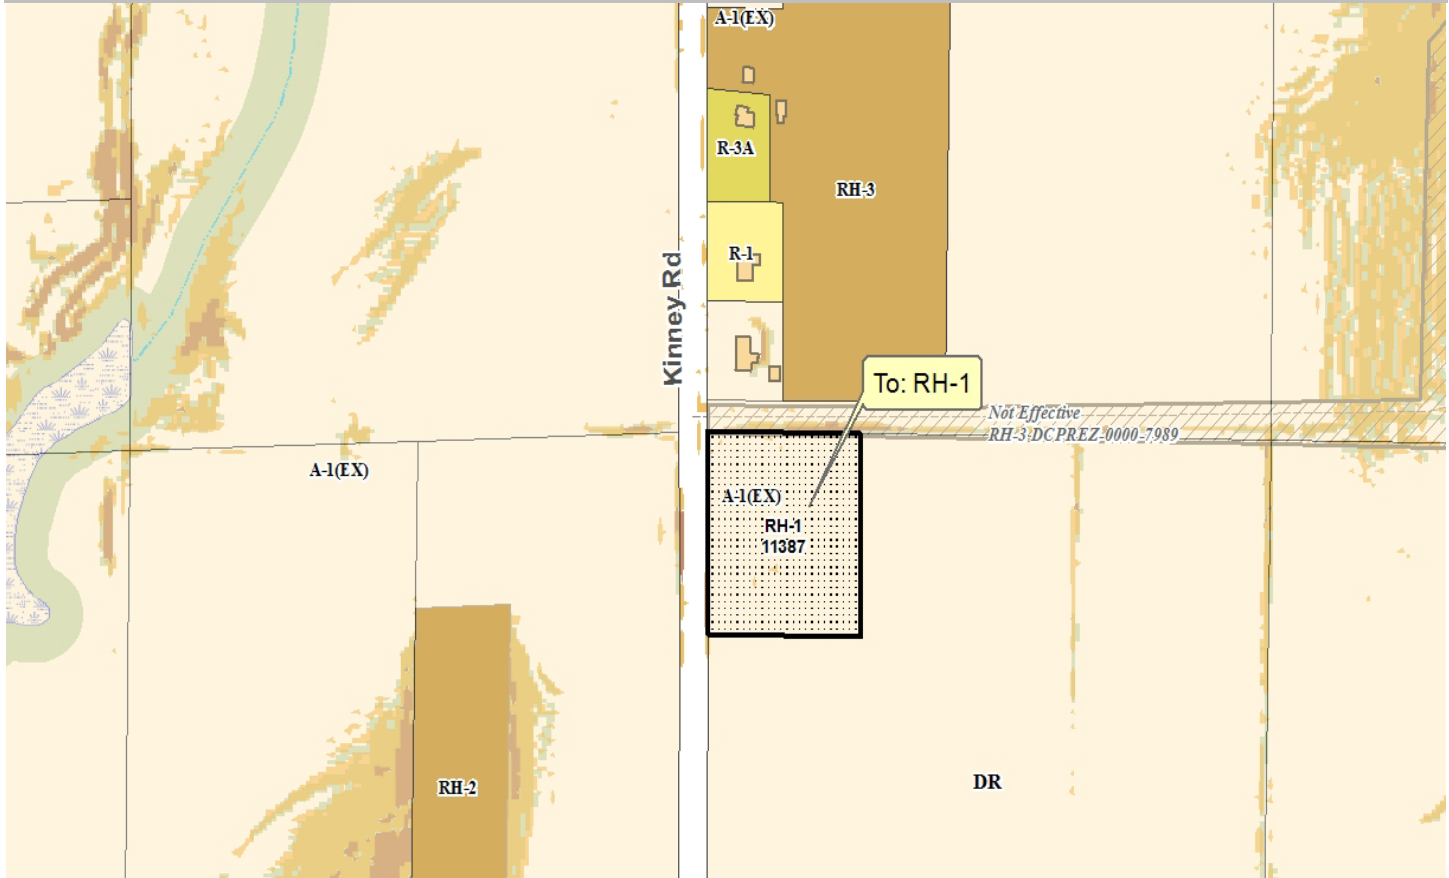 A-1(EX)
R-3A
RH-3
R-1
Kinney Rd
To: RH-1
Not Effective
RH-3 DCPREZ-0000-7989
A-1(EX)
A-1(EX)
RH-1
11387
RH-2
DR